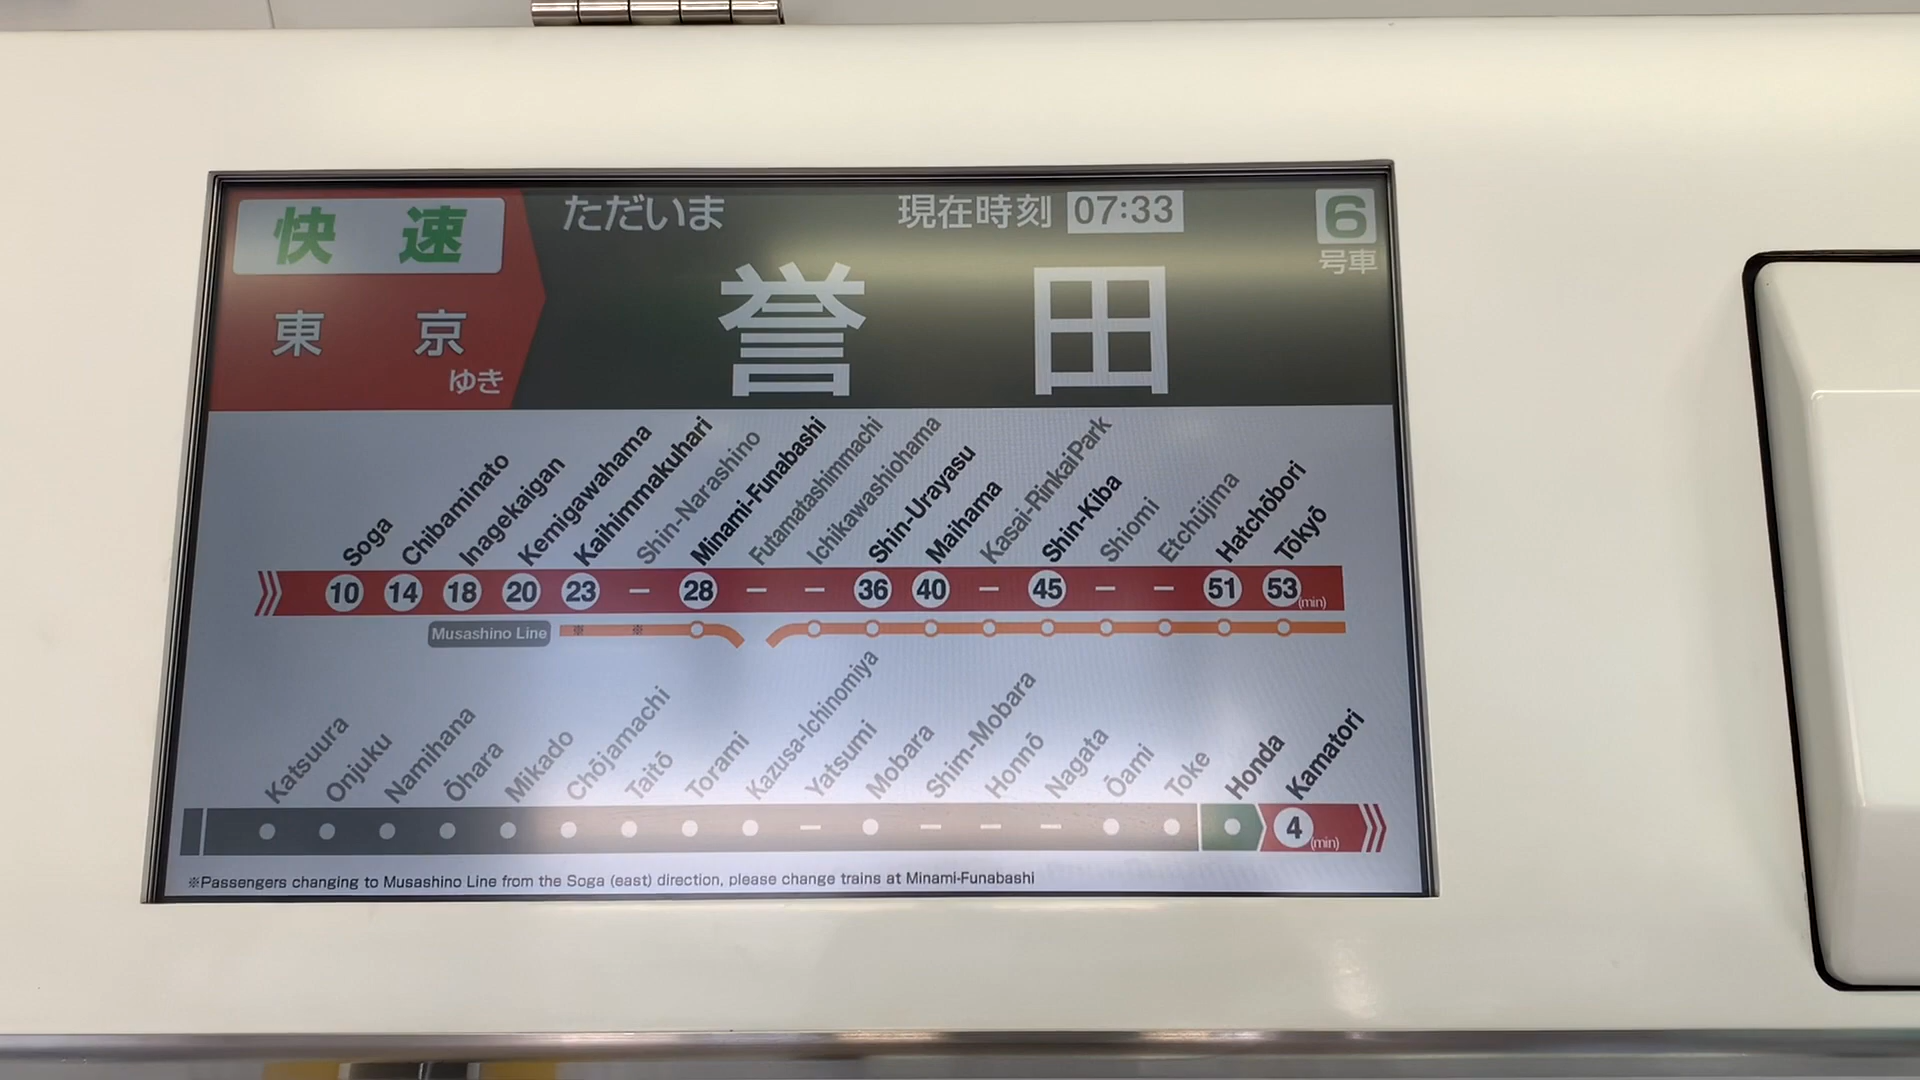 快速
東京
ゆき
ただいま
現在時刻 07:33
6
号車
誉田
Soga Chibaminato Inagekaigan Kemigawahama Kaihimmakuhari Shin-Narashino Minami-Funabashi Futamatashimmachi Ichikawashiohama Shin-Urayasu Maihama Kasai-RinkaiPark Shin-Kiba Shiomi Etchūjima Hatchōbori Tōkyō
10 14 18 20 23 – 28 – – 36 40 – 45 – – 51 53 (min)
Musashino Line ※ ※
Katsuura Onjuku Namihana Ōhara Mikado Chōjamachi Taitō Torami Kazusa-Ichinomiya Yatsumi Mobara Shim-Mobara Honnō Nagata Ōami Toke Honda Kamatori
– – – – 4 (min)
※Passengers changing to Musashino Line from the Soga (east) direction, please change trains at Minami-Funabashi